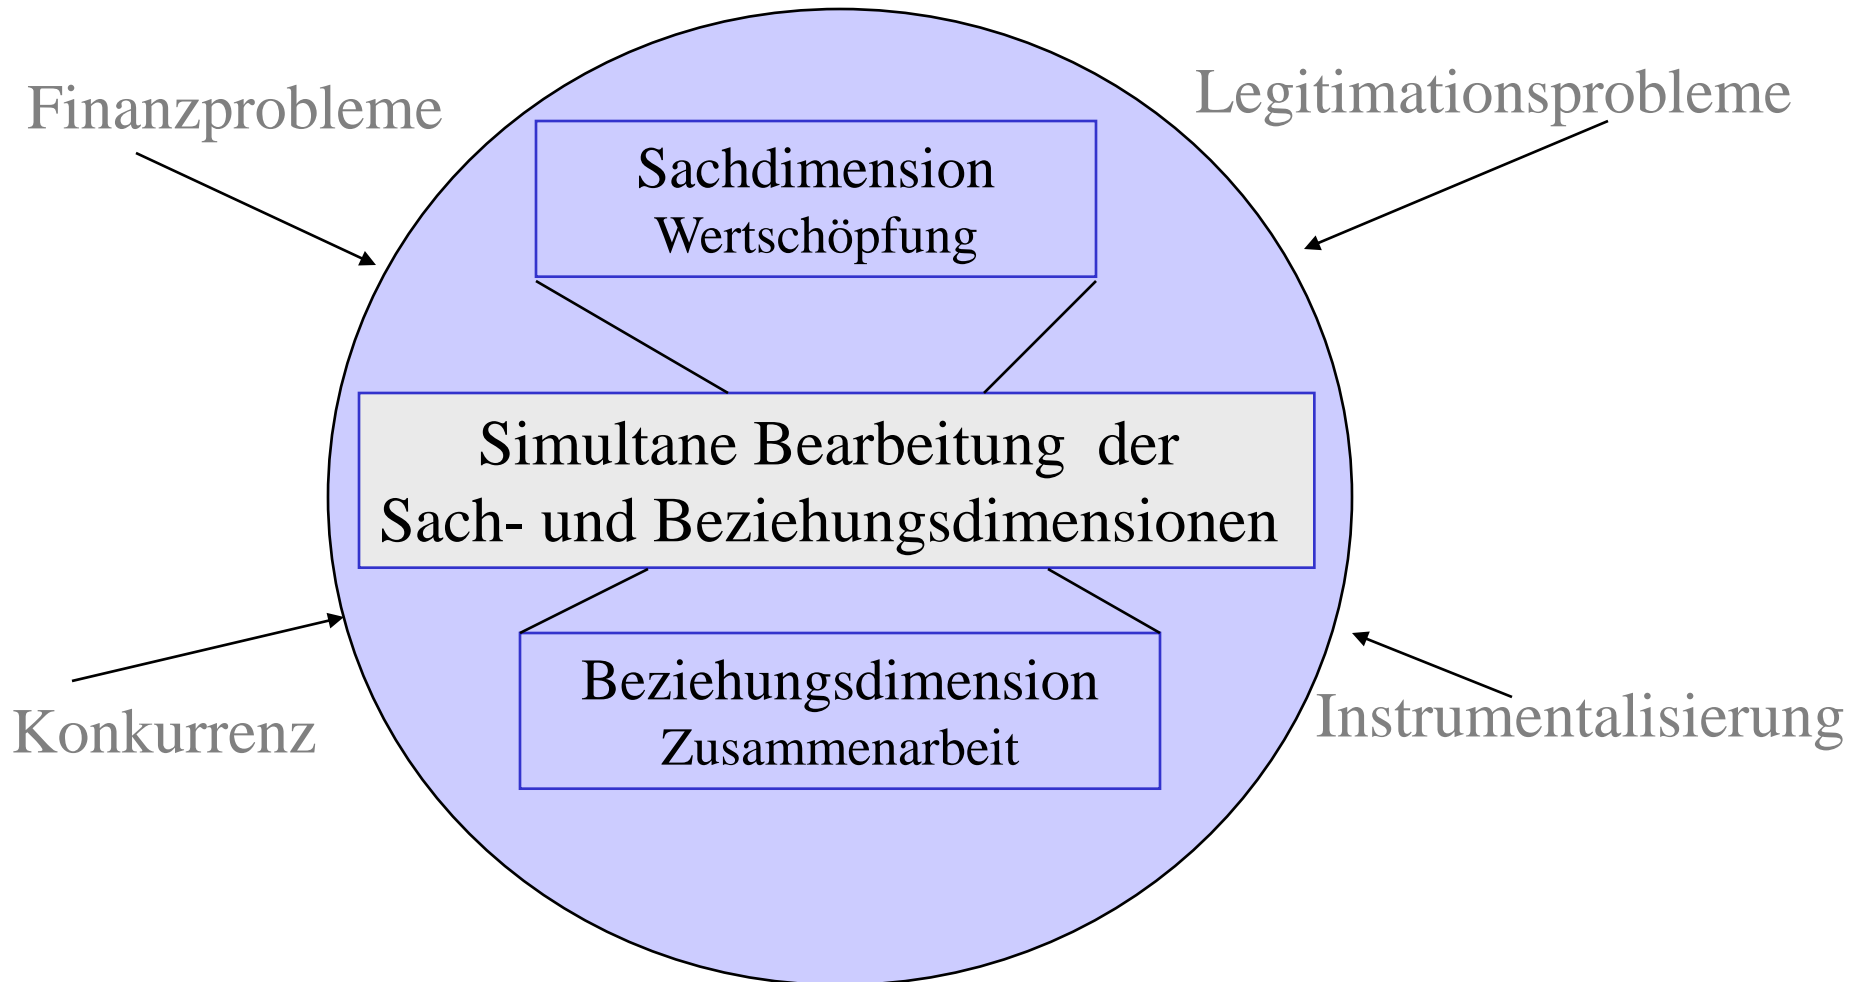 Finanzprobleme
Legitimationsprobleme
Sachdimension
Wertschöpfung
Simultane Bearbeitung der
Sach- und Beziehungsdimensionen
Beziehungsdimension
Zusammenarbeit
Konkurrenz
Instrumentalisierung